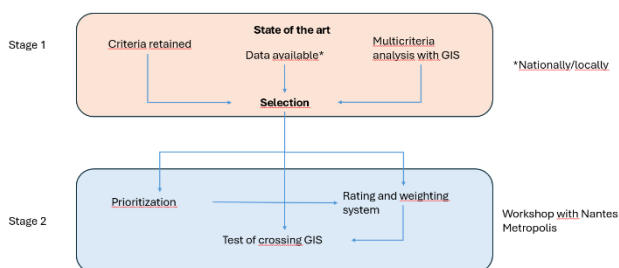 State of the art
Stage 1
Criteria retained
Data available*
Multicriteria
analysis with GIS
*Nationally/locally
Selection
Prioritization
Rating and weighting
system
Stage 2
Workshop with Nantes
Metropolis
Test of crossing GIS